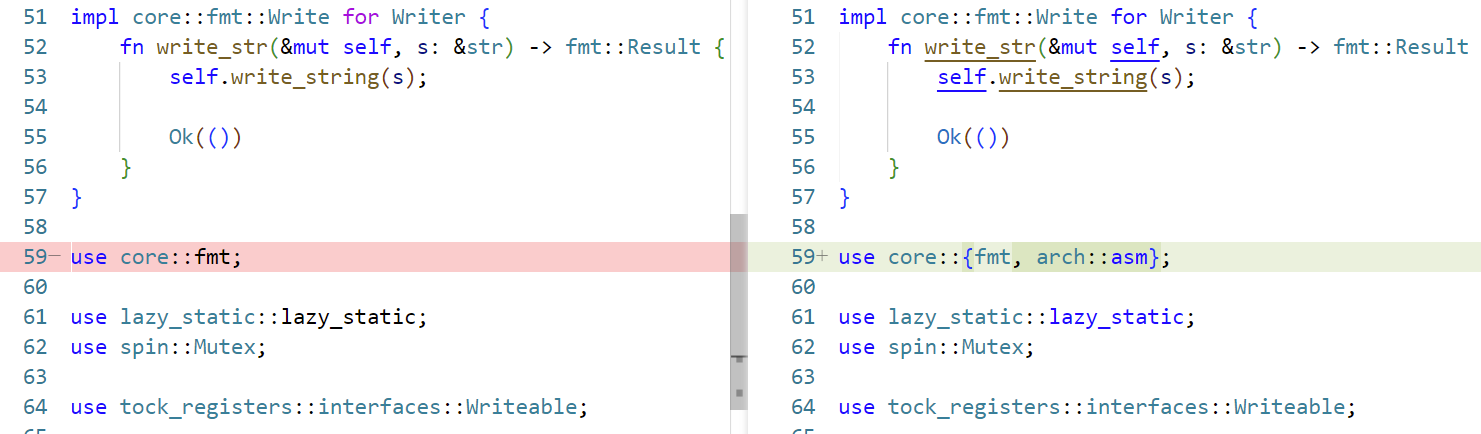 51 impl core::fmt::Write for Writer {
52 fn write_str(&mut self, s: &str) -> fmt::Result {
53 self.write_string(s);
54
55 Ok(())
56 }
57 }
58
59− use core::fmt;
60
61 use lazy_static::lazy_static;
62 use spin::Mutex;
63
64 use tock_registers::interfaces::Writeable;
51 impl core::fmt::Write for Writer {
52 fn write_str(&mut self, s: &str) -> fmt::Result
53 self.write_string(s);
54
55 Ok(())
56 }
57 }
58
59+ use core::{fmt, arch::asm};
60
61 use lazy_static::lazy_static;
62 use spin::Mutex;
63
64 use tock_registers::interfaces::Writeable;